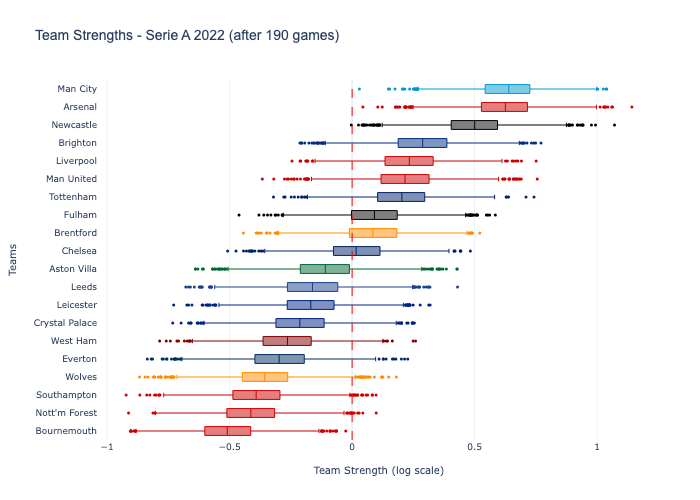 Team Strengths - Serie A 2022 (after 190 games)
Man City
Arsenal
Newcastle
Brighton
Liverpool
Man United
Tottenham
Fulham
Brentford
Chelsea
Aston Villa
Leeds
Leicester
Crystal Palace
West Ham
Everton
Wolves
Southampton
Nott'm Forest
Bournemouth
Teams
−1 −0.5 0 0.5 1
Team Strength (log scale)